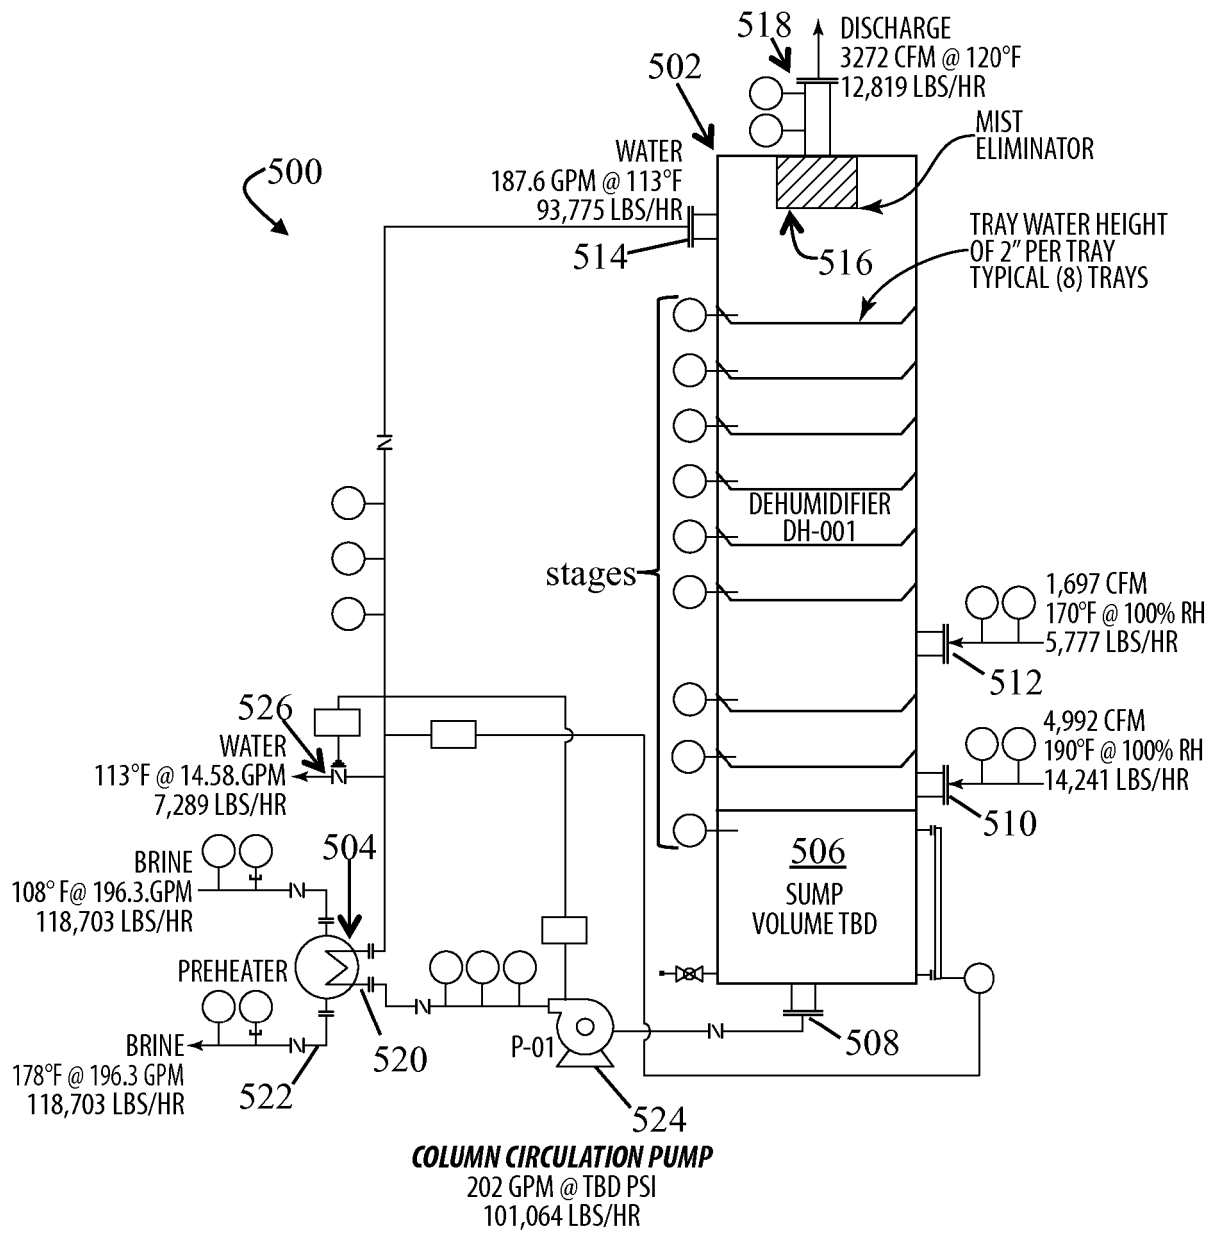 518
DISCHARGE
3272 CFM @ 120°F
12,819 LBS/HR
502
MIST
ELIMINATOR
WATER
187.6 GPM @ 113°F
93,775 LBS/HR
500
514
516
TRAY WATER HEIGHT
OF 2” PER TRAY
TYPICAL (8) TRAYS
DEHUMIDIFIER
DH-001
stages
1,697 CFM
170°F @ 100% RH
5,777 LBS/HR
512
4,992 CFM
190°F @ 100% RH
14,241 LBS/HR
510
526
WATER
113°F @ 14.58.GPM
7,289 LBS/HR
504
BRINE
108° F@ 196.3.GPM
118,703 LBS/HR
506
SUMP
VOLUME TBD
PREHEATER
BRINE
178°F @ 196.3 GPM
118,703 LBS/HR
520
522
P-01
508
524
COLUMN CIRCULATION PUMP
202 GPM @ TBD PSI
101,064 LBS/HR